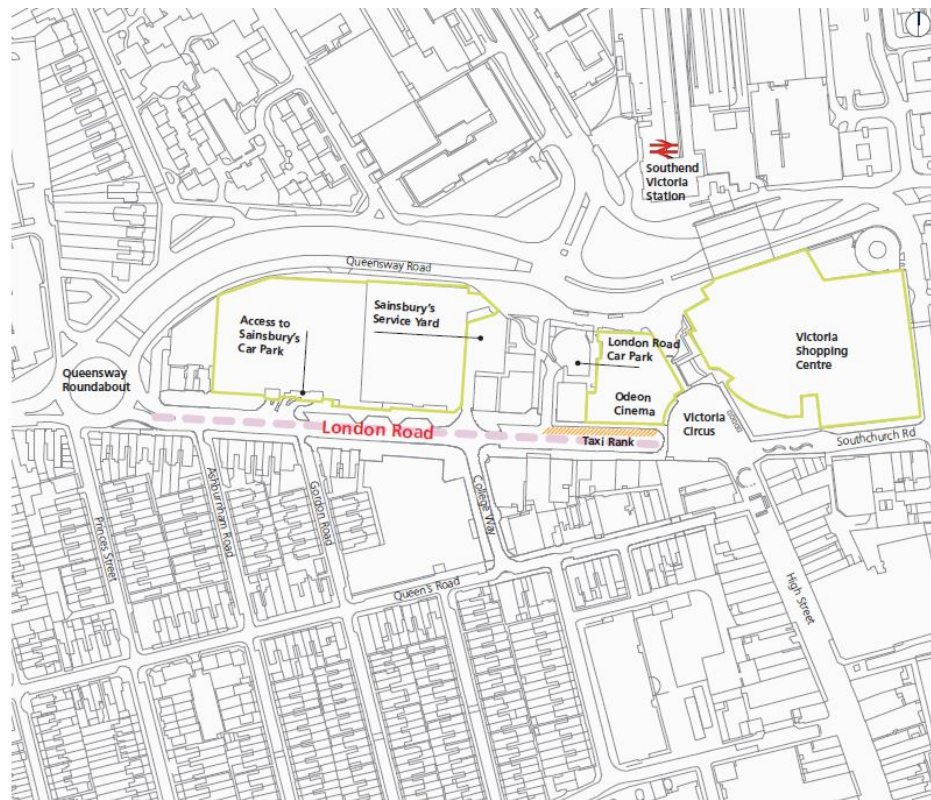 Southend
Victoria
Station
Queensway Road
Access to
Sainsbury's
Car Park
Sainsbury's
Service Yard
London Road
Car Park
Victoria
Shopping
Centre
Queensway
Roundabout
Odeon
Cinema
Victoria
Circus
London Road
Taxi Rank
Southchurch Rd
Princes Street
Ashburnham Road
Gordon Road
College Way
Queen's Road
High Street